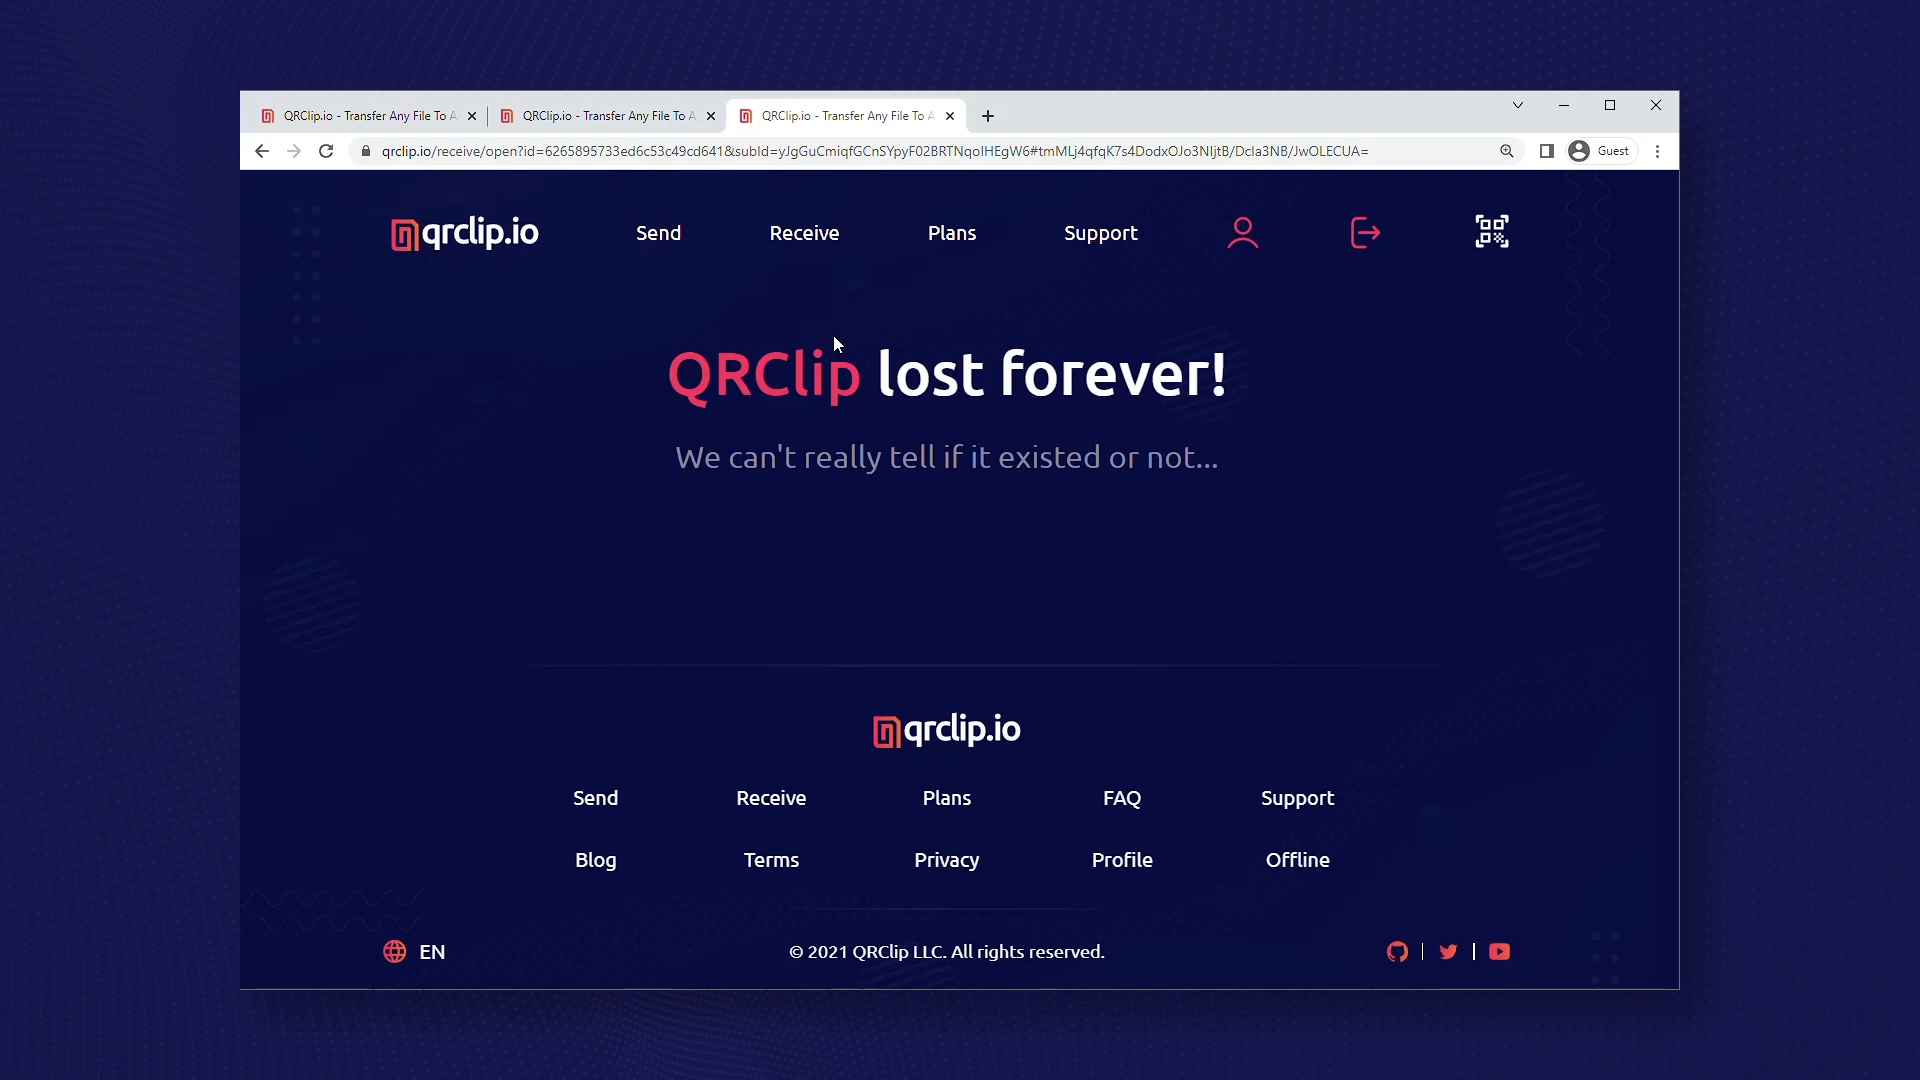 QRClip.io - Transfer Any File To A
QRClip.io - Transfer Any File To A
QRClip.io - Transfer Any File To A
qrclip.io/receive/open?id=6265895733ed6c53c49cd641&subId=yJgGuCmiqfGCnSYpyF02BRTNqoIHEgW6#tmMLj4qfqK7s4DodxOJo3NIjtB/Dcla3NB/JwOLECUA=
Guest
qrclip.io
Send
Receive
Plans
Support
QRClip lost forever!
We can't really tell if it existed or not...
qrclip.io
Send Receive Plans FAQ Support
Blog Terms Privacy Profile Offline
EN
© 2021 QRClip LLC. All rights reserved.